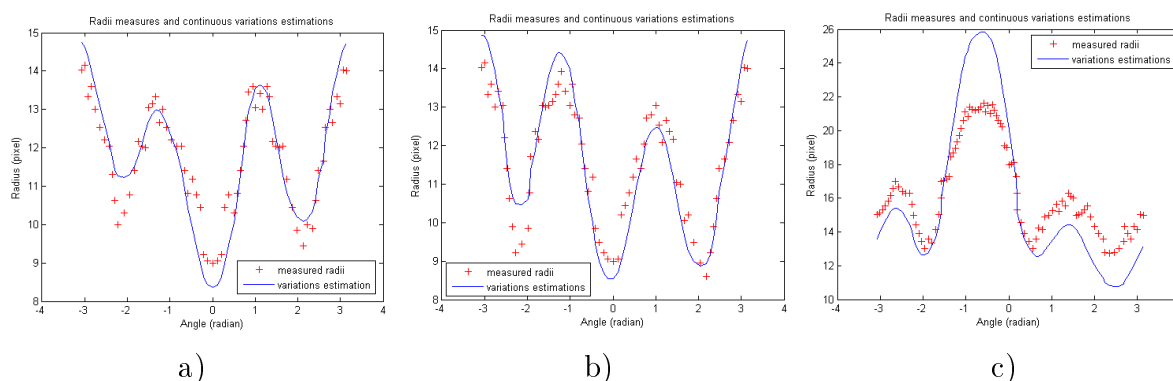 Radii measures and continuous variations estimations
15
14
13
12
11
10
9
8
Radius (pixel)
-4 -3 -2 -1 0 1 2 3 4
Angle (radian)
measured radii
variations estimation
a)
Radii measures and continuous variations estimations
15
14
13
12
11
10
9
8
Radius (pixel)
-4 -3 -2 -1 0 1 2 3 4
Angle (radian)
measured radii
variations estimations
b)
Radii measures and continuous variations estimations
26
24
22
20
18
16
14
12
10
Radius (pixel)
-4 -3 -2 -1 0 1 2 3 4
Angle (radian)
measured radii
variations estimations
c)